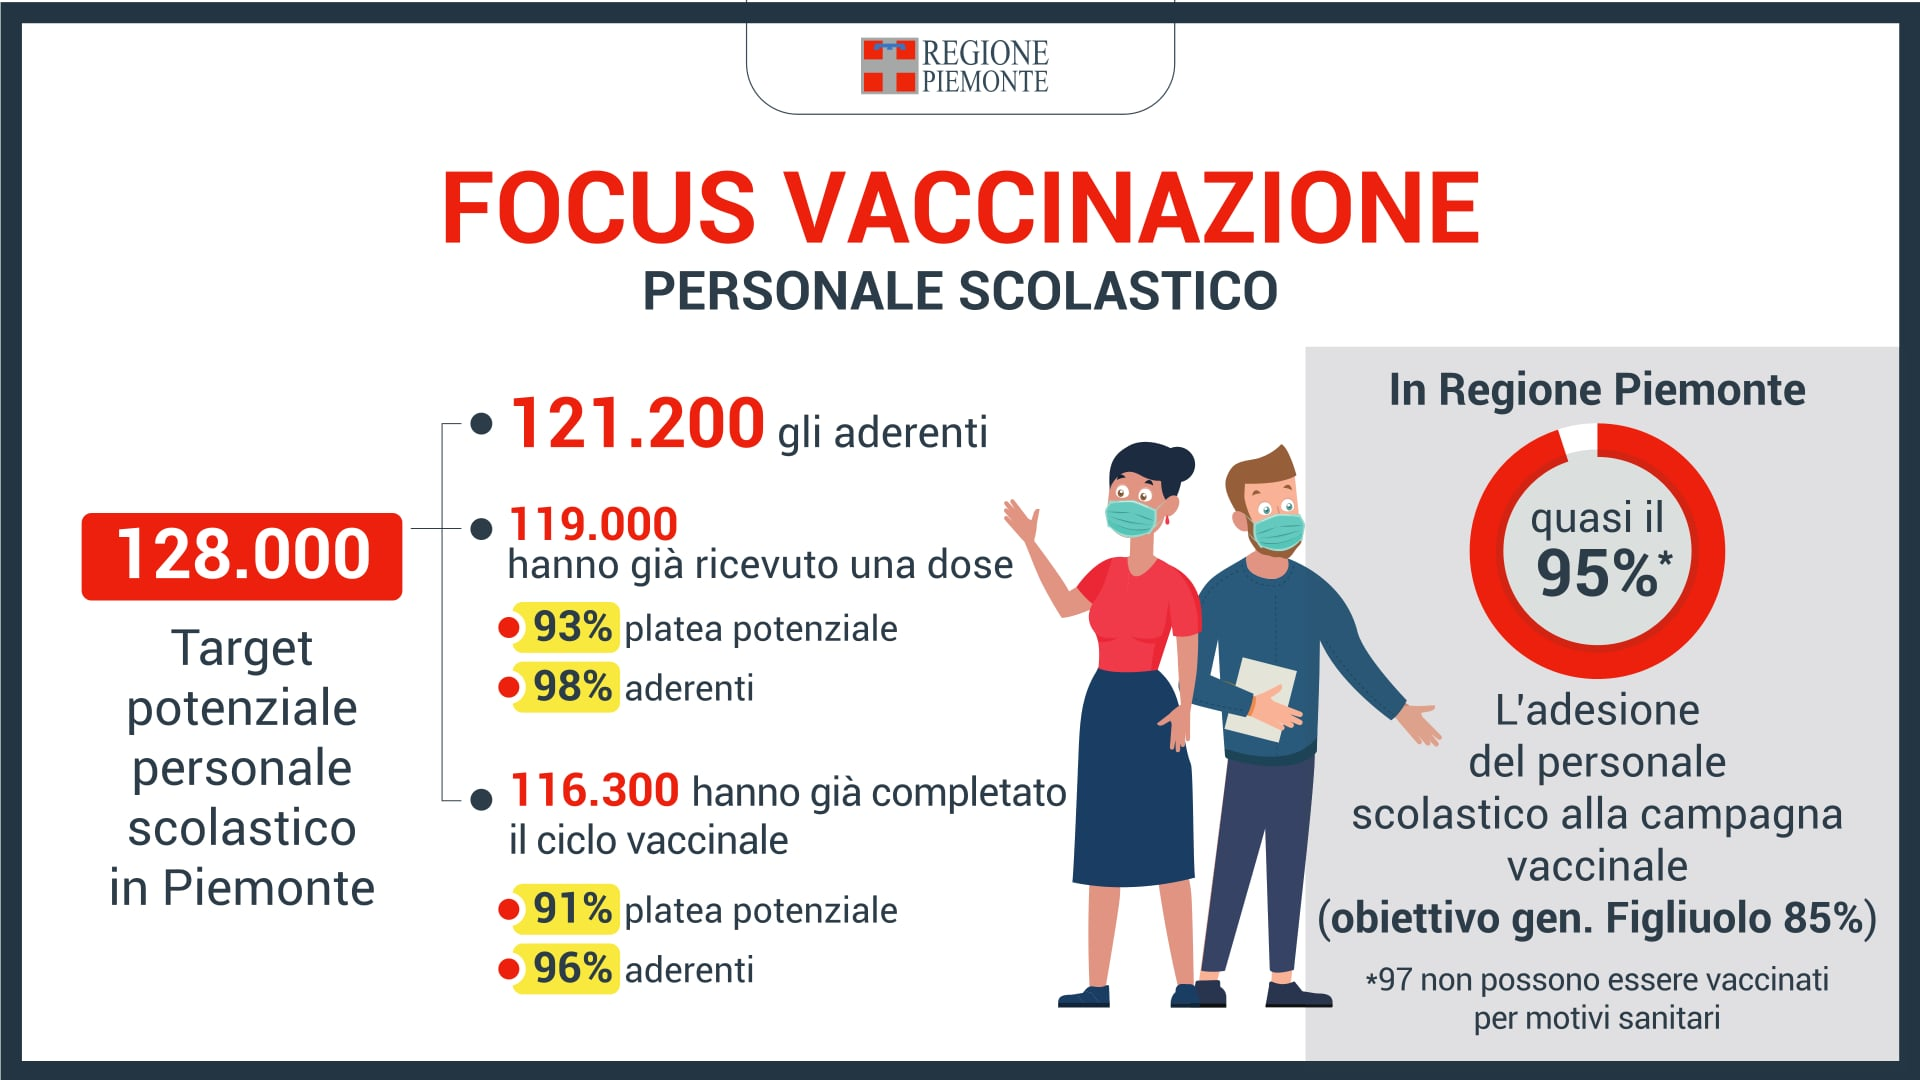 REGIONE
PIEMONTE
FOCUS VACCINAZIONE
PERSONALE SCOLASTICO
128.000
Target
potenziale
personale
scolastico
in Piemonte
121.200 gli aderenti
119.000
hanno già ricevuto una dose
93% platea potenziale
98% aderenti
116.300 hanno già completato
il ciclo vaccinale
91% platea potenziale
96% aderenti
In Regione Piemonte
quasi il
95%*
L'adesione
del personale
scolastico alla campagna
vaccinale
(obiettivo gen. Figliuolo 85%)
*97 non possono essere vaccinati
per motivi sanitari